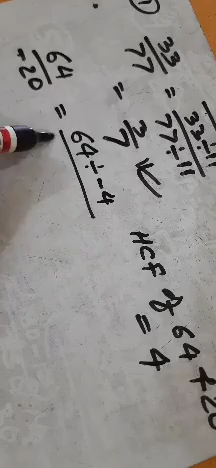 1)
33/77 = 33÷11/77÷11
= 3/7
64/-20 = 64÷-4
HCF of 64 + 20
= 4